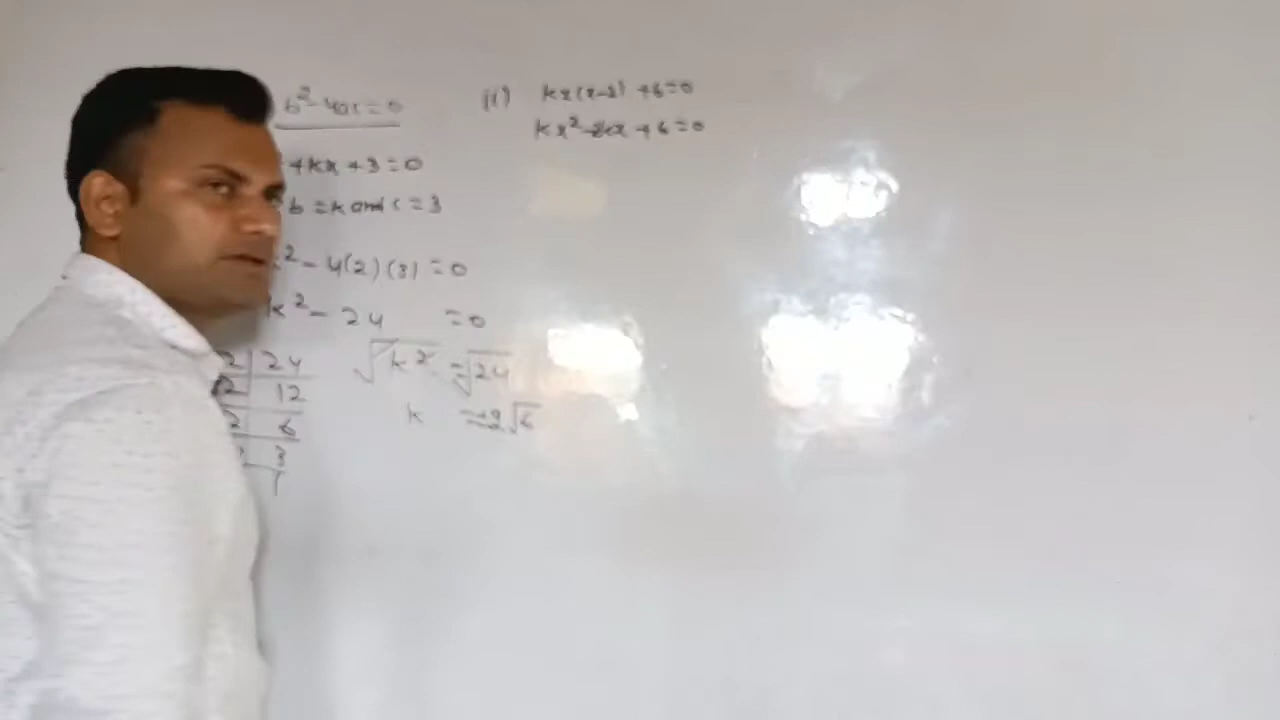 b²-4ac=0
+kx+3=0
b=k and c=3
²-4(2)(3)=0
k²-24 =0
2 | 24
2 | 12
2 | 6
3
1
√k² =√24
k =±2√6
ii) kx(x-2)+6=0
kx²-2kx+6=0